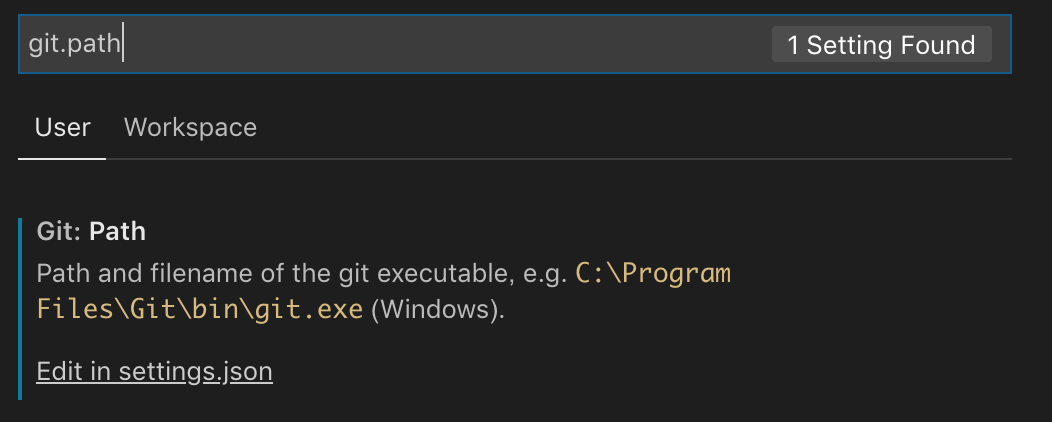 git.path
1 Setting Found
User
Workspace
Git: Path
Path and filename of the git executable, e.g. C:\Program
Files\Git\bin\git.exe (Windows).
Edit in settings.json